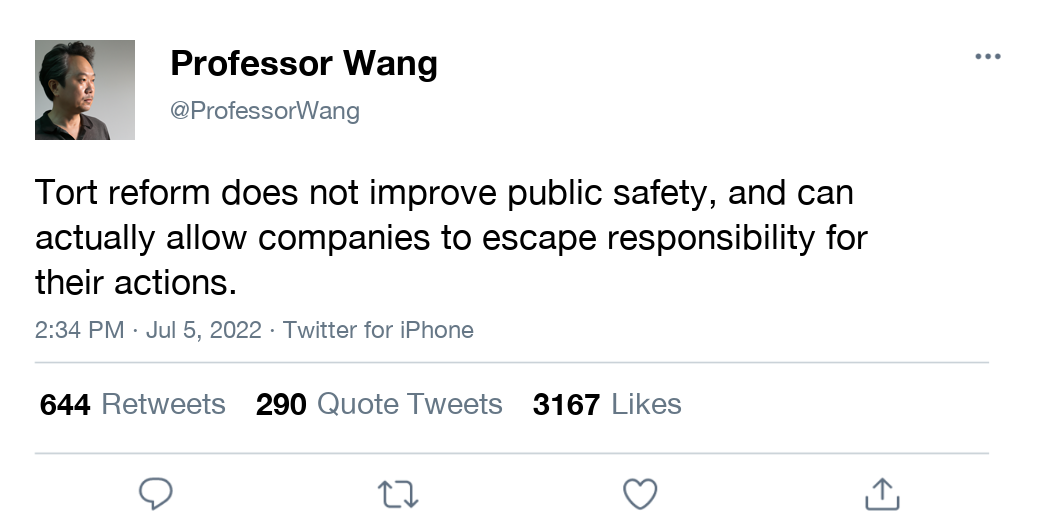 Professor Wang
@ProfessorWang
Tort reform does not improve public safety, and can
actually allow companies to escape responsibility for
their actions.
2:34 PM · Jul 5, 2022 · Twitter for iPhone
644 Retweets 290 Quote Tweets 3167 Likes